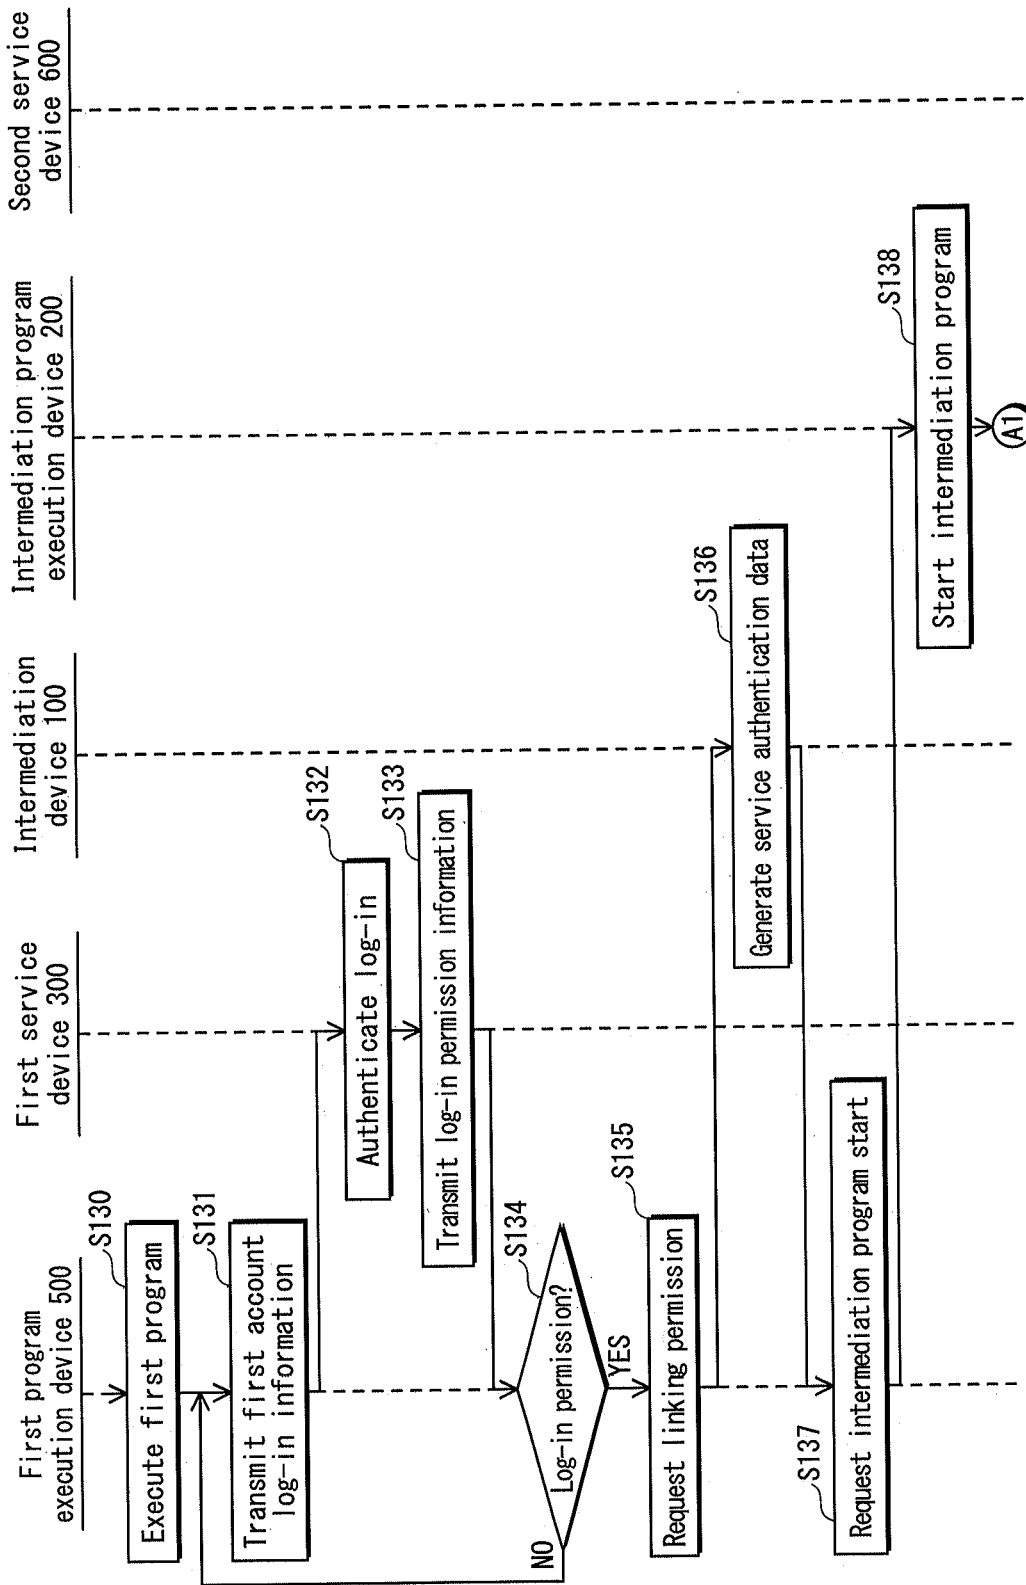 First program
execution device 500
First service
device 300
Intermediation
device 100
Intermediation program
execution device 200
Second service
device 600
S130
Execute first program
S131
Transmit first account
log-in information
S132
Authenticate log-in
S133
Transmit log-in permission information
S134
Log-in permission?
NO
YES
S135
Request linking permission
S136
Generate service authentication data
S137
Request intermediation program start
S138
Start intermediation program
A1